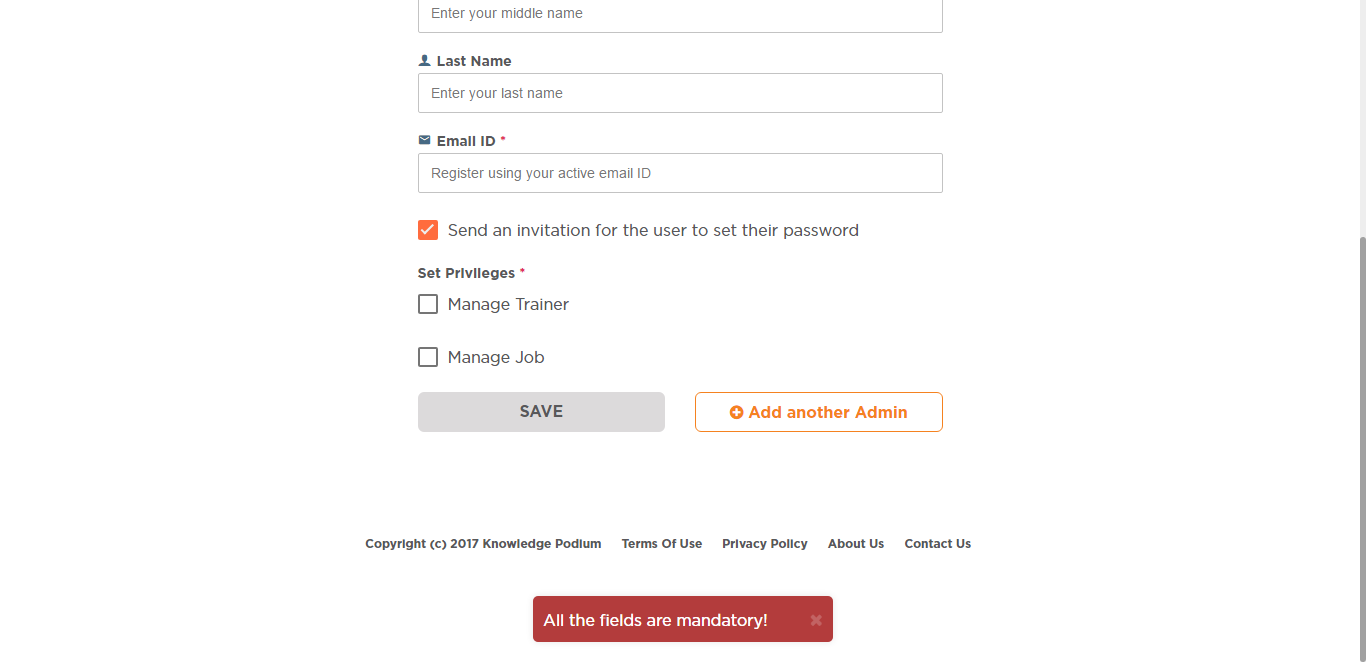 Enter your middle name
Last Name
Enter your last name
Email ID *
Register using your active email ID
Send an invitation for the user to set their password
Set Privileges *
Manage Trainer
Manage Job
SAVE
Add another Admin
Copyright (c) 2017 Knowledge Podium Terms Of Use Privacy Policy About Us Contact Us
All the fields are mandatory!